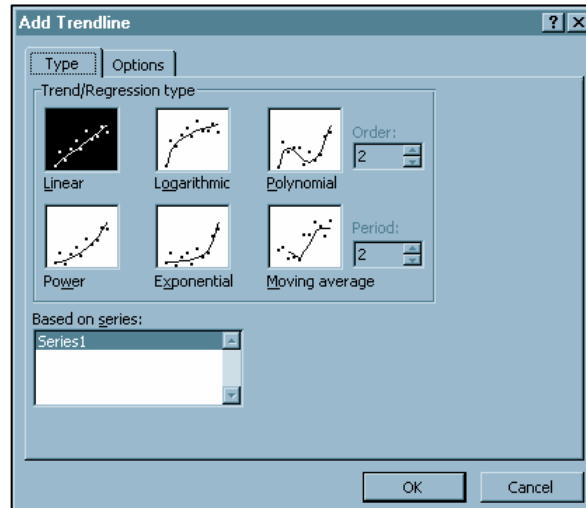 Add Trendline
Type Options
Trend/Regression type
Order:
2
Linear Logarithmic Polynomial
Period:
2
Power Exponential Moving average
Based on series:
Series1
OK Cancel